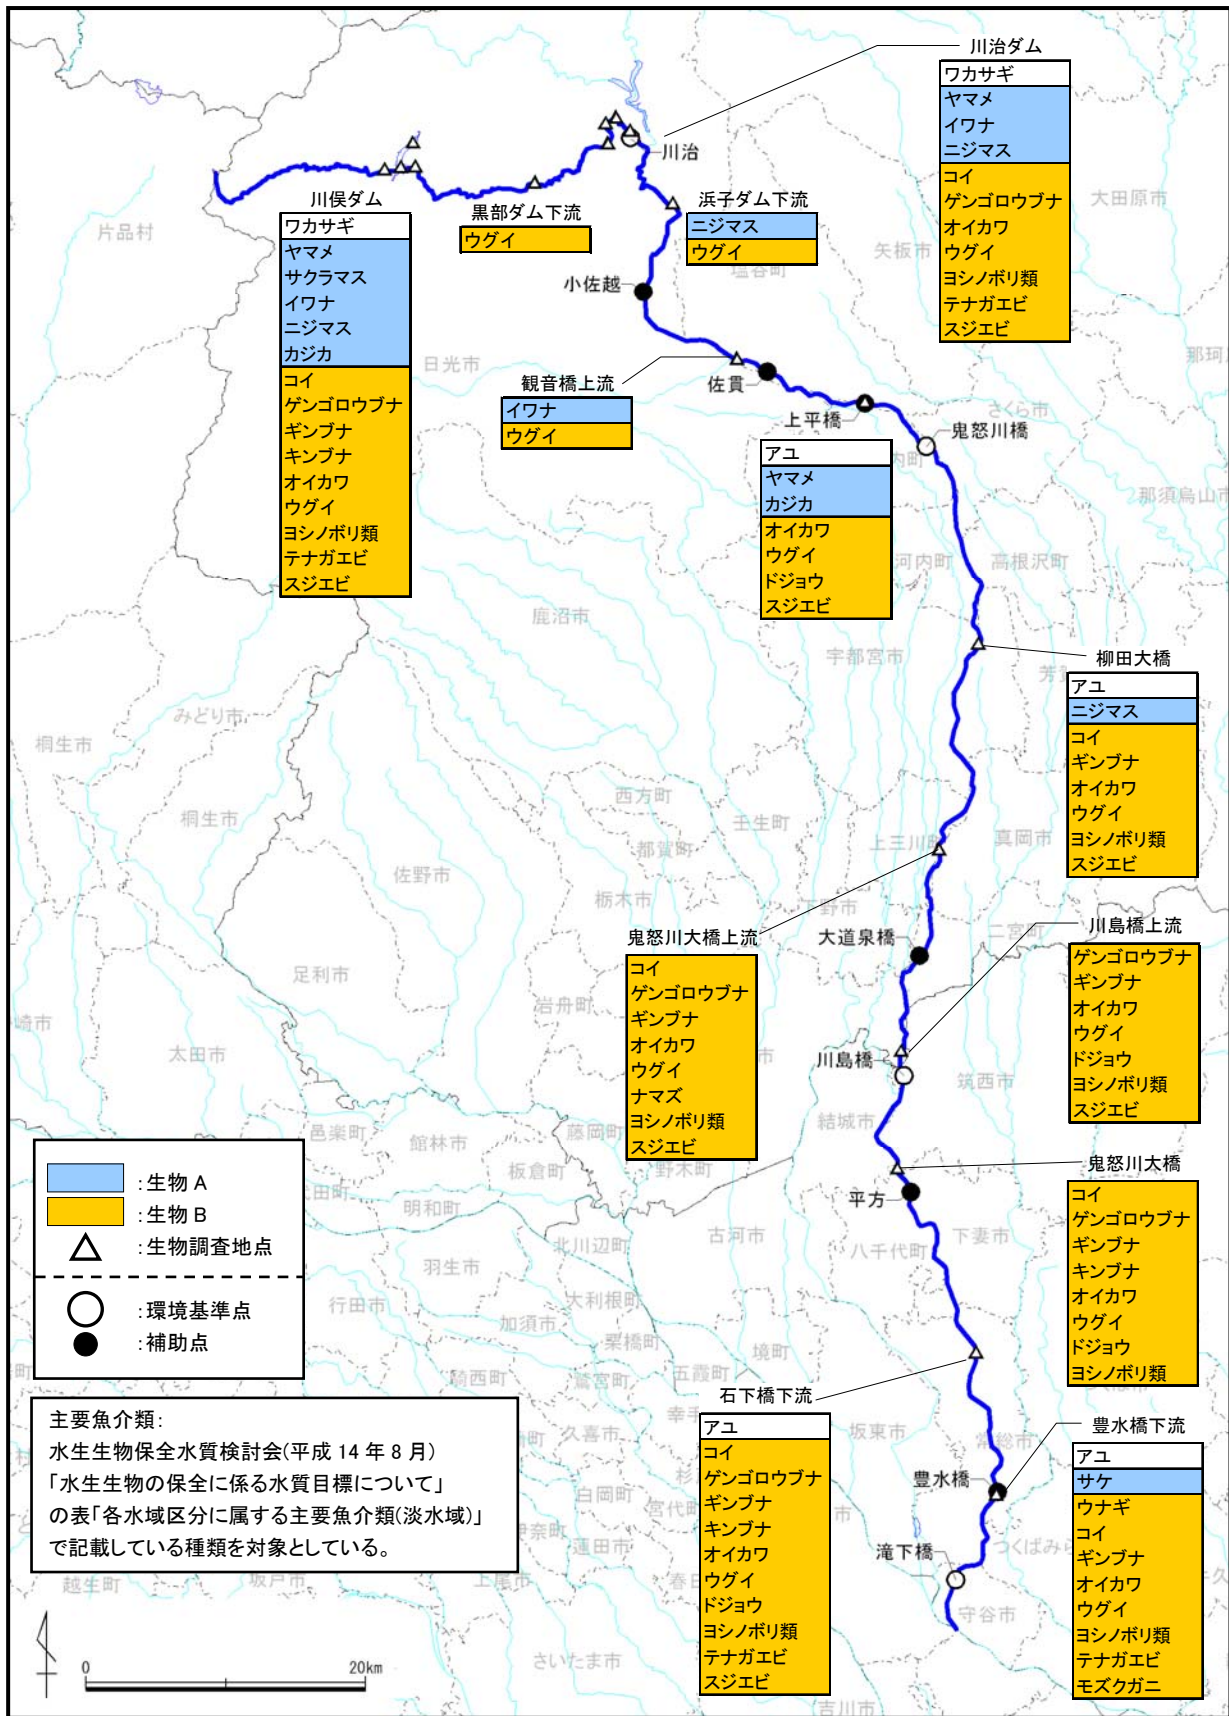 川治ダム
ワカサギ
ヤマメ
イワナ
ニジマス
コイ
ゲンゴロウブナ
オイカワ
ウグイ
ヨシノボリ類
テナガエビ
スジエビ
川治
川俣ダム
ワカサギ
ヤマメ
サクラマス
イワナ
ニジマス
カジカ
コイ
ゲンゴロウブナ
ギンブナ
キンブナ
オイカワ
ウグイ
ヨシノボリ類
テナガエビ
スジエビ
黒部ダム下流
ウグイ
浜子ダム下流
ニジマス
ウグイ
片品村
大田原市
矢板市
塩谷町
小佐越
日光市
観音橋上流
イワナ
ウグイ
佐貫
上平橋
アユ
ヤマメ
カジカ
オイカワ
ウグイ
ドジョウ
スジエビ
さくら市
鬼怒川橋
那須烏山市
河内町
高根沢町
鹿沼市
宇都宮市
柳田大橋
アユ
ニジマス
コイ
ギンブナ
オイカワ
ウグイ
ヨシノボリ類
スジエビ
みどり市
桐生市
桐生市
西方町
壬生町
都賀町
上三川町
真岡市
佐野市
栃木市
下野市
二宮町
鬼怒川大橋上流
コイ
ゲンゴロウブナ
ギンブナ
オイカワ
ウグイ
ナマズ
ヨシノボリ類
スジエビ
大道泉橋
川島橋上流
ゲンゴロウブナ
ギンブナ
オイカワ
ウグイ
ドジョウ
ヨシノボリ類
スジエビ
足利市
岩舟町
太田市
川島橋
筑西市
結城市
邑楽町
館林市
藤岡町
板倉町
野木町
明和町
:生物 A
:生物 B
:生物調査地点
:環境基準点
:補助点
鬼怒川大橋
コイ
ゲンゴロウブナ
ギンブナ
キンブナ
オイカワ
ウグイ
ドジョウ
ヨシノボリ類
平方
古河市
八千代町
下妻市
北川辺町
羽生市
行田市
大利根町
加須市
栗橋町
境町
五霞町
騎西町
鷲宮町
石下橋下流
アユ
コイ
ゲンゴロウブナ
ギンブナ
キンブナ
オイカワ
ウグイ
ドジョウ
ヨシノボリ類
テナガエビ
スジエビ
坂東市
常総市
豊水橋下流
アユ
サケ
ウナギ
コイ
ギンブナ
オイカワ
ウグイ
ヨシノボリ類
テナガエビ
モズクガニ
豊水橋
滝下橋
守谷市
久喜市
白岡町
宮代町
伊奈町
蓮田市
主要魚介類:
水生生物保全水質検討会(平成 14 年 8 月)
「水生生物の保全に係る水質目標について」
の表「各水域区分に属する主要魚介類(淡水域)」
で記載している種類を対象としている。
越生町
坂戸市
上尾市
さいたま市
吉川市
0
20km